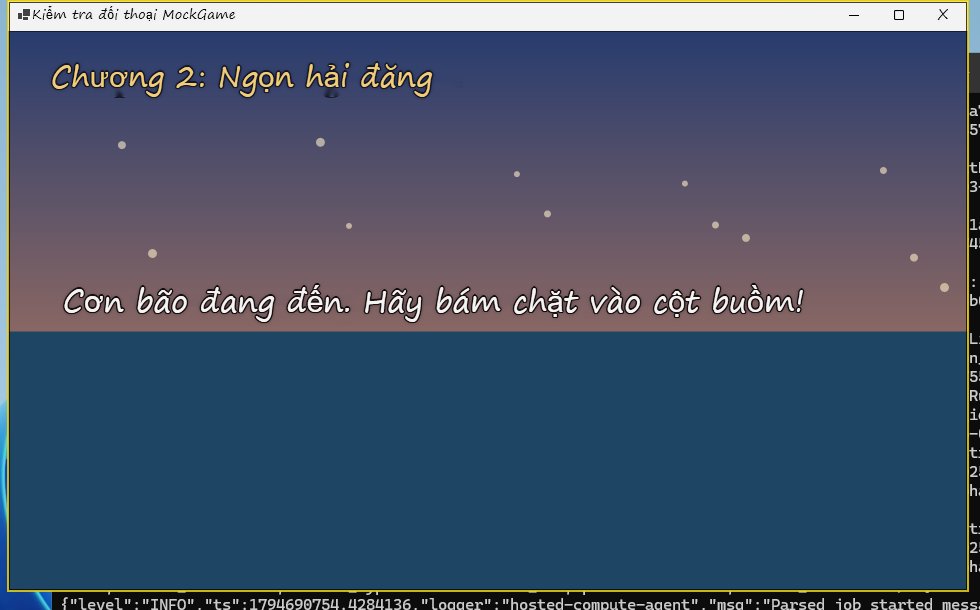 Kiểm tra đối thoại MockGame
Chương 2: Ngọn hải đăng
Cơn bão đang đến. Hãy bám chặt vào cột buồm!
{"level":"INFO","ts":1794690754.4284136,"logger":"hosted-compute-agent","msg":"Parsed job started